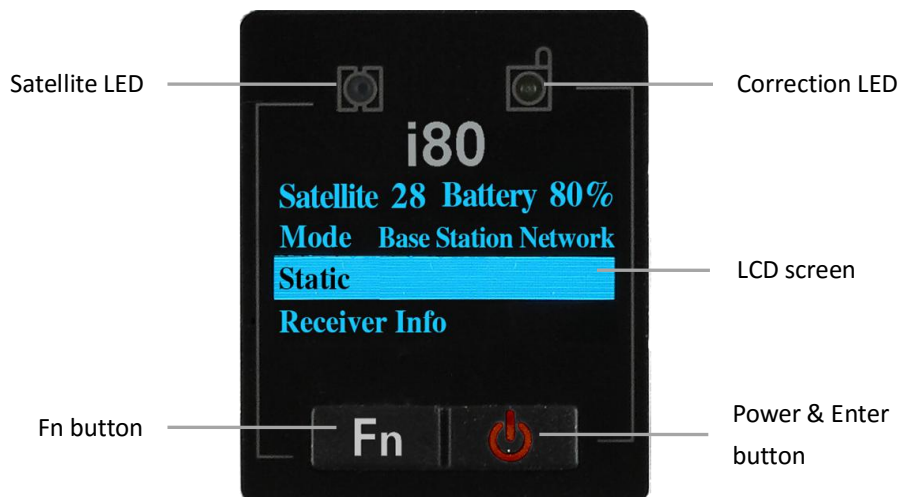 Satellite LED
Correction LED
i80
Satellite 28 Battery 80%
Mode Base Station Network
Static
LCD screen
Receiver Info
Fn button
Fn
Power & Enter
button